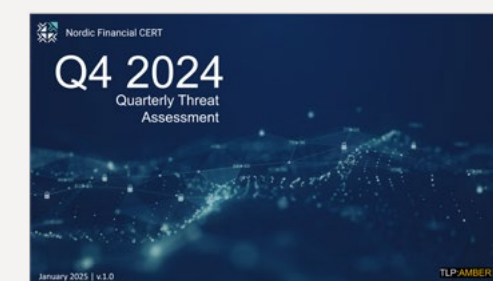 Nordic Financial CERT
Q4 2024
Quarterly Threat
Assessment
January 2025 | v.1.0
TLP:AMBER